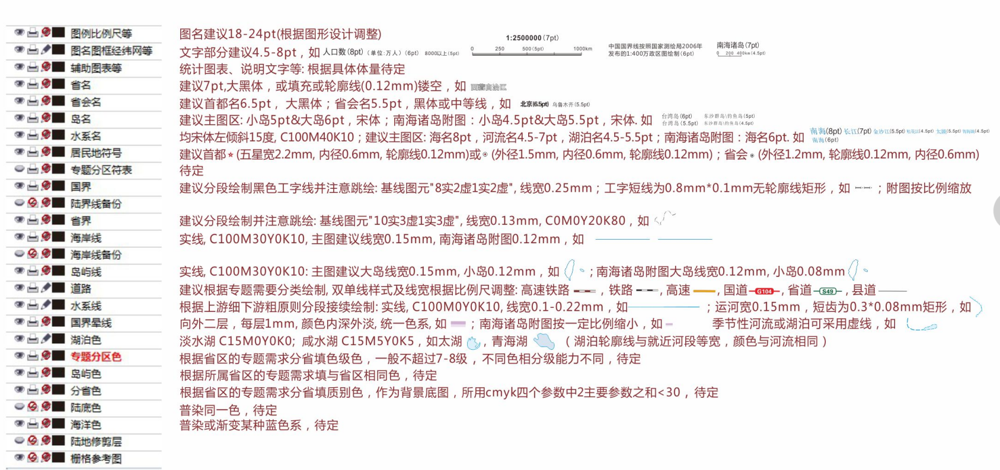 图例比例尺等 图名建议18-24pt(根据图形设计调整)
1:2500000 (7pt)
图名图框经纬网等 文字部分建议4.5-8pt，如 人口数(8pt) (单位:万人) (6pt) 8000以上(5pt) 0 250 500(5pt) 1000km 中国国界线按照国家测绘局2006年 南海诸岛(7pt)
发布的1:400万政区图绘制(6pt) 0 200 400km(4.5pt)
辅助图表等 统计图表、说明文字等: 根据具体体量待定
省名 建议7pt,大黑体，或填充或轮廓线(0.12mm)镂空，如 西藏自治区
省会名 建议首都名6.5pt， 大黑体；省会名5.5pt，黑体或中等线，如 北京(6.5pt) 乌鲁木齐(5.5pt)
岛名 建议主图区: 小岛5pt&大岛6pt，宋体；南海诸岛附图：小岛4.5pt&大岛5.5pt，宋体. 如 台湾岛(6pt) 东沙群岛\钓鱼岛(5pt)
台湾岛(5.5pt) 东沙群岛\钓鱼岛(4.5pt)
水系名 均宋体左倾斜15度, C100M40K10；建议主图区: 海名8pt，河流名4.5-7pt，湖泊名4.5-5.5pt；南海诸岛附图：海名6pt. 如 南海(8pt) 长江(7pt) 金沙江(5.5pt) 松花江(4.5pt) 太湖(5.5pt) 青海湖(4.5pt)
南海(6pt)
居民地符号 建议首都 (五星宽2.2mm, 内径0.6mm, 轮廓线0.12mm)或 (外径1.5mm, 内径0.6mm, 轮廓线0.12mm)；省会 (外径1.2mm, 轮廓线0.12mm, 内径0.6mm)
专题分区符表 待定
国界 建议分段绘制黑色工字线并注意跳绘: 基线图元"8实2虚1实2虚", 线宽0.25mm；工字短线为0.8mm*0.1mm无轮廓线矩形，如 ；附图按比例缩放
陆界线备份
省界 建议分段绘制并注意跳绘: 基线图元"10实3虚1实3虚", 线宽0.13mm, C0M0Y20K80，如
海岸线 实线, C100M30Y0K10, 主图建议线宽0.15mm, 南海诸岛附图0.12mm，如
海岸线备份
岛屿线 实线, C100M30Y0K10: 主图建议大岛线宽0.15mm, 小岛0.12mm，如 ；南海诸岛附图大岛线宽0.12mm, 小岛0.08mm
道路 建议根据专题需要分类绘制, 双单线样式及线宽根据比例尺调整: 高速铁路 ，铁路 , 高速 , 国道 G104 , 省道 S49 , 县道
水系线 根据上游细下游粗原则分段接续绘制: 实线, C100M0Y0K10, 线宽0.1-0.22mm，如 ；运河宽0.15mm，短齿为0.3*0.08mm矩形，如
国界晕线 向外二层，每层1mm, 颜色内深外淡, 统一色系, 如 ；南海诸岛附图按一定比例缩小，如 季节性河流或湖泊可采用虚线，如
湖泊色 淡水湖 C15M0Y0K0; 咸水湖 C15M5Y0K5，如太湖 ，青海湖 （湖泊轮廓线与就近河段等宽，颜色与河流相同）
专题分区色 根据省区的专题需求分省填色级色，一般不超过7-8级，不同色相分级能力不同，待定
岛屿色 根据所属省区的专题需求填与省区相同色，待定
分省色 根据省区的专题需求分省填质别色，作为背景底图，所用cmyk四个参数中2主要参数之和<30，待定
陆底色 普染同一色，待定
海洋色 普染或渐变某种蓝色系，待定
陆地修剪层
栅格参考图